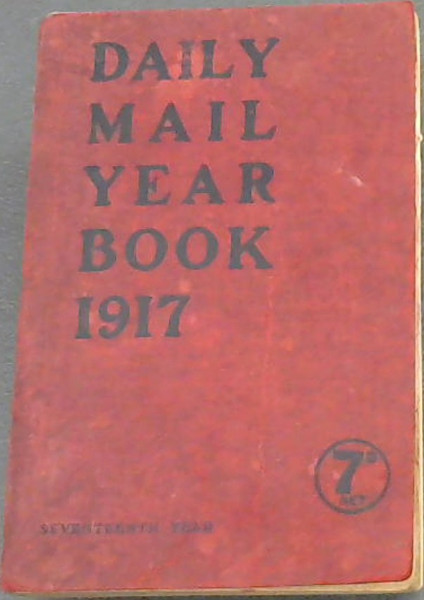 DAILY
MAIL
YEAR
BOOK
1917
7D
NET
SEVENTEENTH YEAR